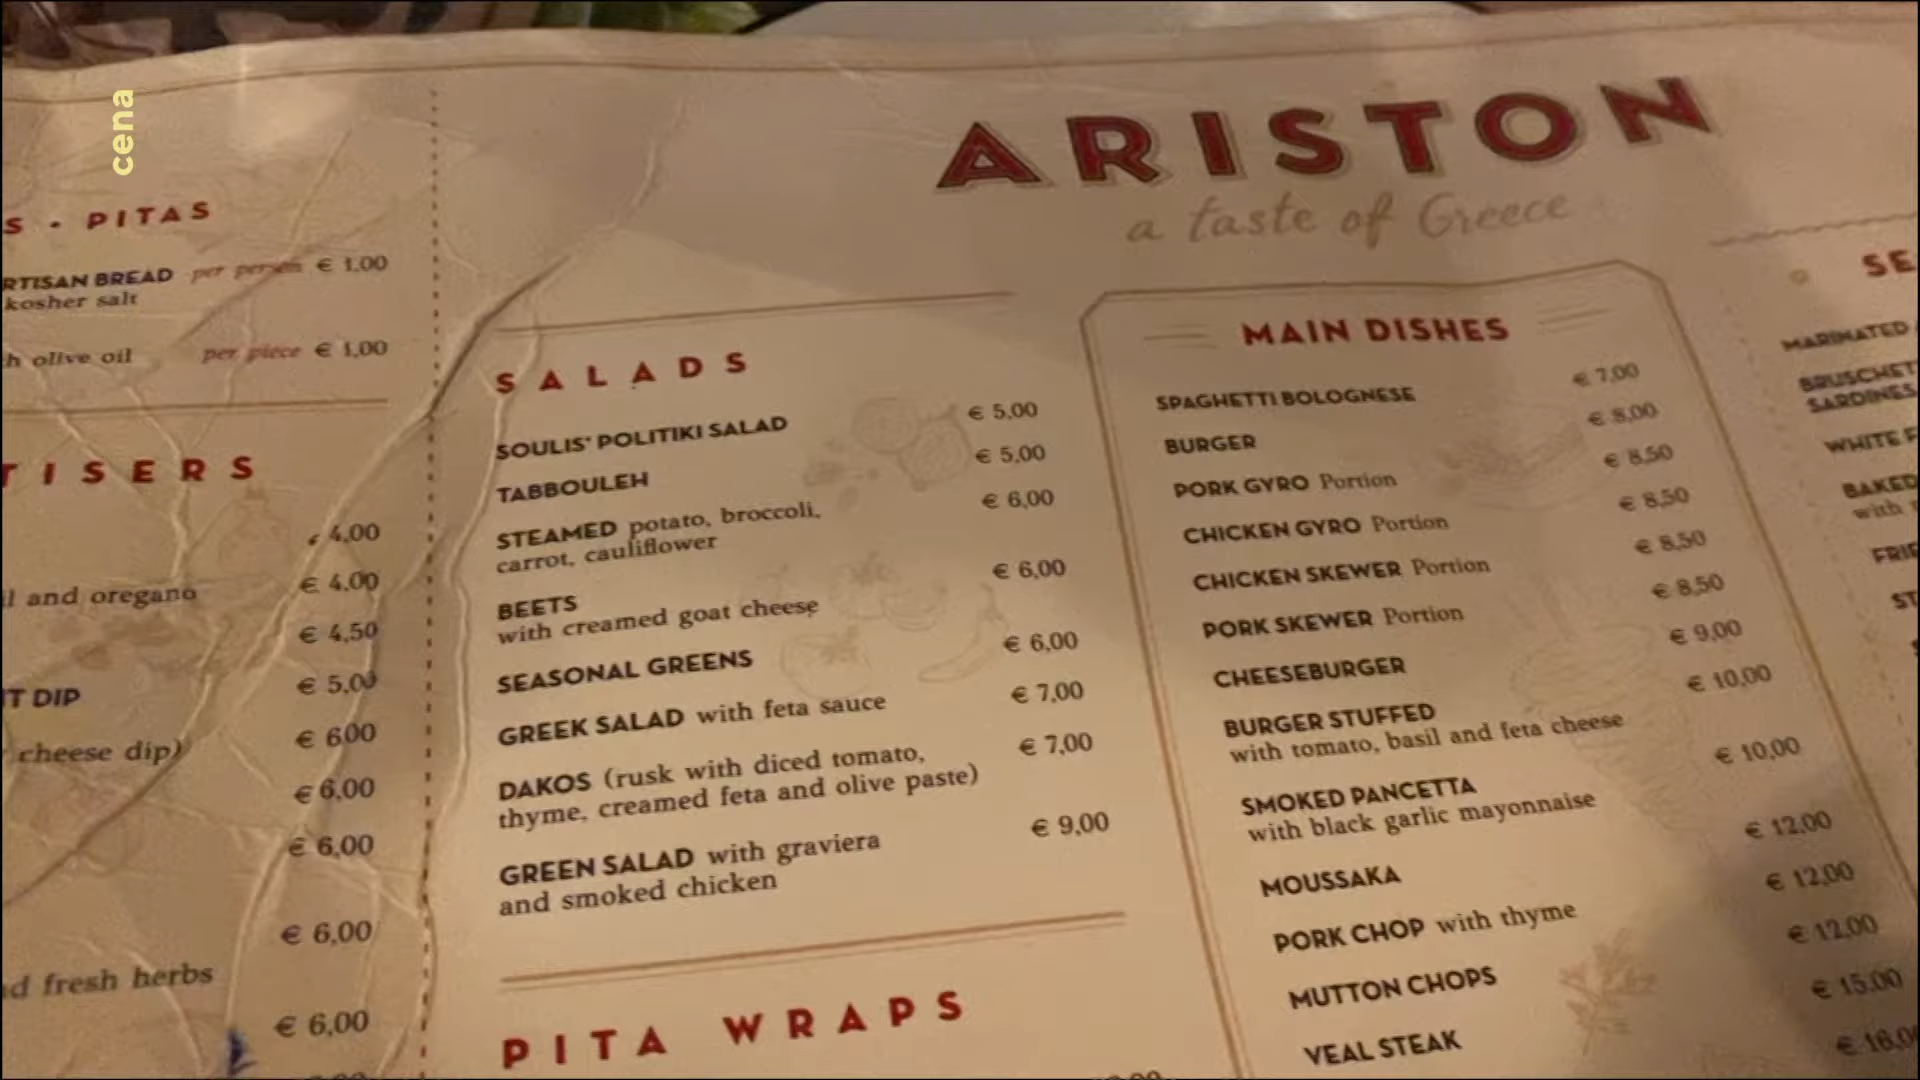 cena
S • PITAS
RTISAN BREAD per person € 1.00
kosher salt
h olive oil per piece € 1,00
TISERS
4,00
il and oregano € 4.00
€ 4,50
T DIP € 5,00
cheese dip) € 6,00
€ 6,00
€ 6,00
€ 6,00
d fresh herbs
€ 6,00
ARISTON
a taste of Greece
SALADS
SOULIS' POLITIKI SALAD € 5,00
TABBOULEH € 5,00
STEAMED potato, broccoli, € 6,00
carrot, cauliflower
BEETS € 6,00
with creamed goat cheese
SEASONAL GREENS € 6,00
GREEK SALAD with feta sauce € 7,00
DAKOS (rusk with diced tomato, € 7,00
thyme, creamed feta and olive paste)
GREEN SALAD with graviera € 9,00
and smoked chicken
PITA WRAPS
MAIN DISHES
SPAGHETTI BOLOGNESE € 7,00
BURGER € 8,00
PORK GYRO Portion € 8,50
CHICKEN GYRO Portion € 8,50
CHICKEN SKEWER Portion € 8,50
PORK SKEWER Portion € 8,50
CHEESEBURGER € 9,00
BURGER STUFFED € 10,00
with tomato, basil and feta cheese
SMOKED PANCETTA € 10,00
with black garlic mayonnaise
MOUSSAKA € 12,00
PORK CHOP with thyme € 12,00
MUTTON CHOPS € 12,00
VEAL STEAK € 15,00
€ 16,0
SE
MARINATED
BRUSCHET
SARDINES
WHITE F
BAKED
with
FRIE
ST